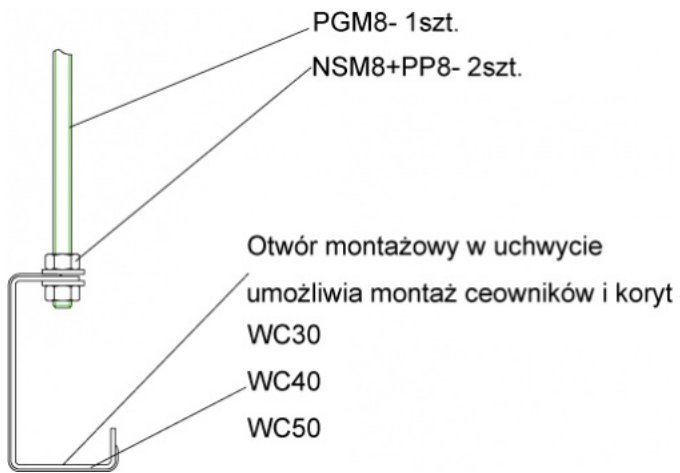 PGM8- 1szt.
NSM8+PP8- 2szt.
Otwór montażowy w uchwycie
umożliwia montaż ceowników i koryt
WC30
WC40
WC50